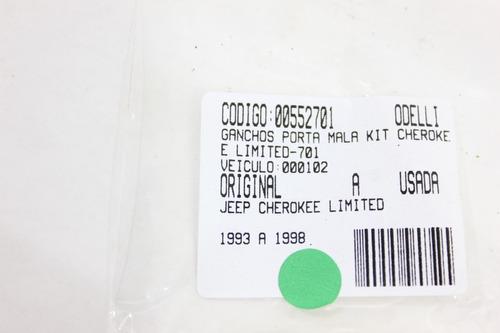 CODIGO:00552701 ODELLI
GANCHOS PORTA MALA KIT CHEROKE
E LIMITED-701
VEICULO:000102
ORIGINAL A USADA
JEEP CHEROKEE LIMITED
1993 A 1998